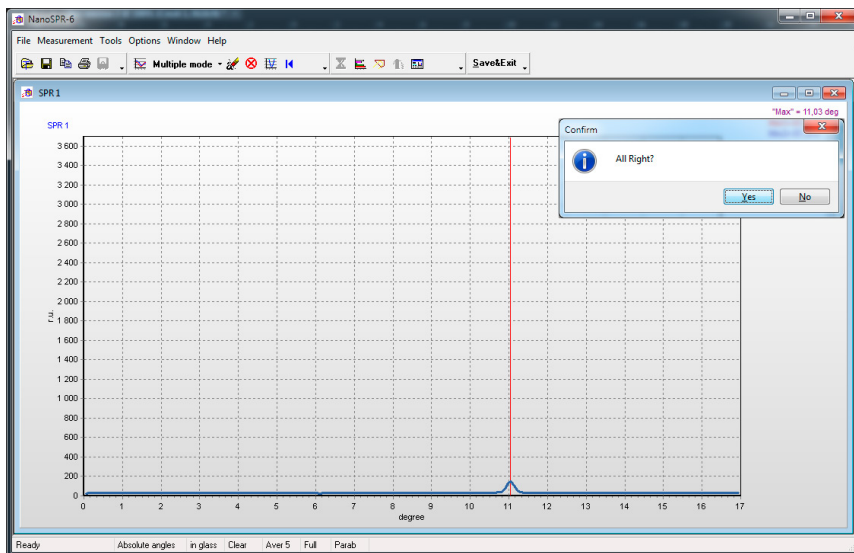 NanoSPR-6
File Measurement Tools Options Window Help
Multiple mode
Save&Exit
SPR 1
"Max" = 11,03 deg
SPR 1
Confirm
All Right?
Yes No
3 600
3 400
3 200
3 000
2 800
2 600
2 400
2 200
2 000
1 800
1 600
1 400
1 200
1 000
800
600
400
200
0
r.u.
0 1 2 3 4 5 6 7 8 9 10 11 12 13 14 15 16 17
degree
Ready Absolute angles in glass Clear Aver 5 Full Parab